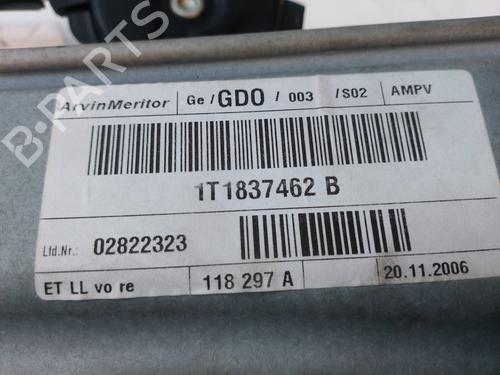 B-PARTS
ArvinMeritor Ge / GDO / 003 / S02 AMPV
1T1837462 B
Lfd.Nr.: 02822323
ET LL vo re 118 297 A 20.11.2006